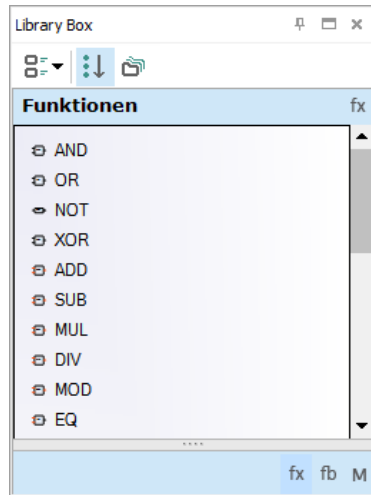 Library Box
Funktionen fx
AND
OR
NOT
XOR
ADD
SUB
MUL
DIV
MOD
EQ
fx fb M